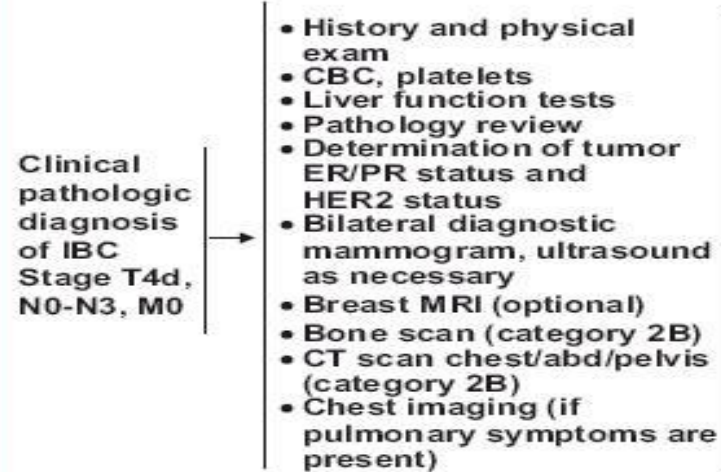 Clinical
pathologic
diagnosis
of IBC
Stage T4d,
N0-N3, M0
• History and physical
exam
• CBC, platelets
• Liver function tests
• Pathology review
• Determination of tumor
ER/PR status and
HER2 status
• Bilateral diagnostic
mammogram, ultrasound
as necessary
• Breast MRI (optional)
• Bone scan (category 2B)
• CT scan chest/abd/pelvis
(category 2B)
• Chest imaging (if
pulmonary symptoms are
present)